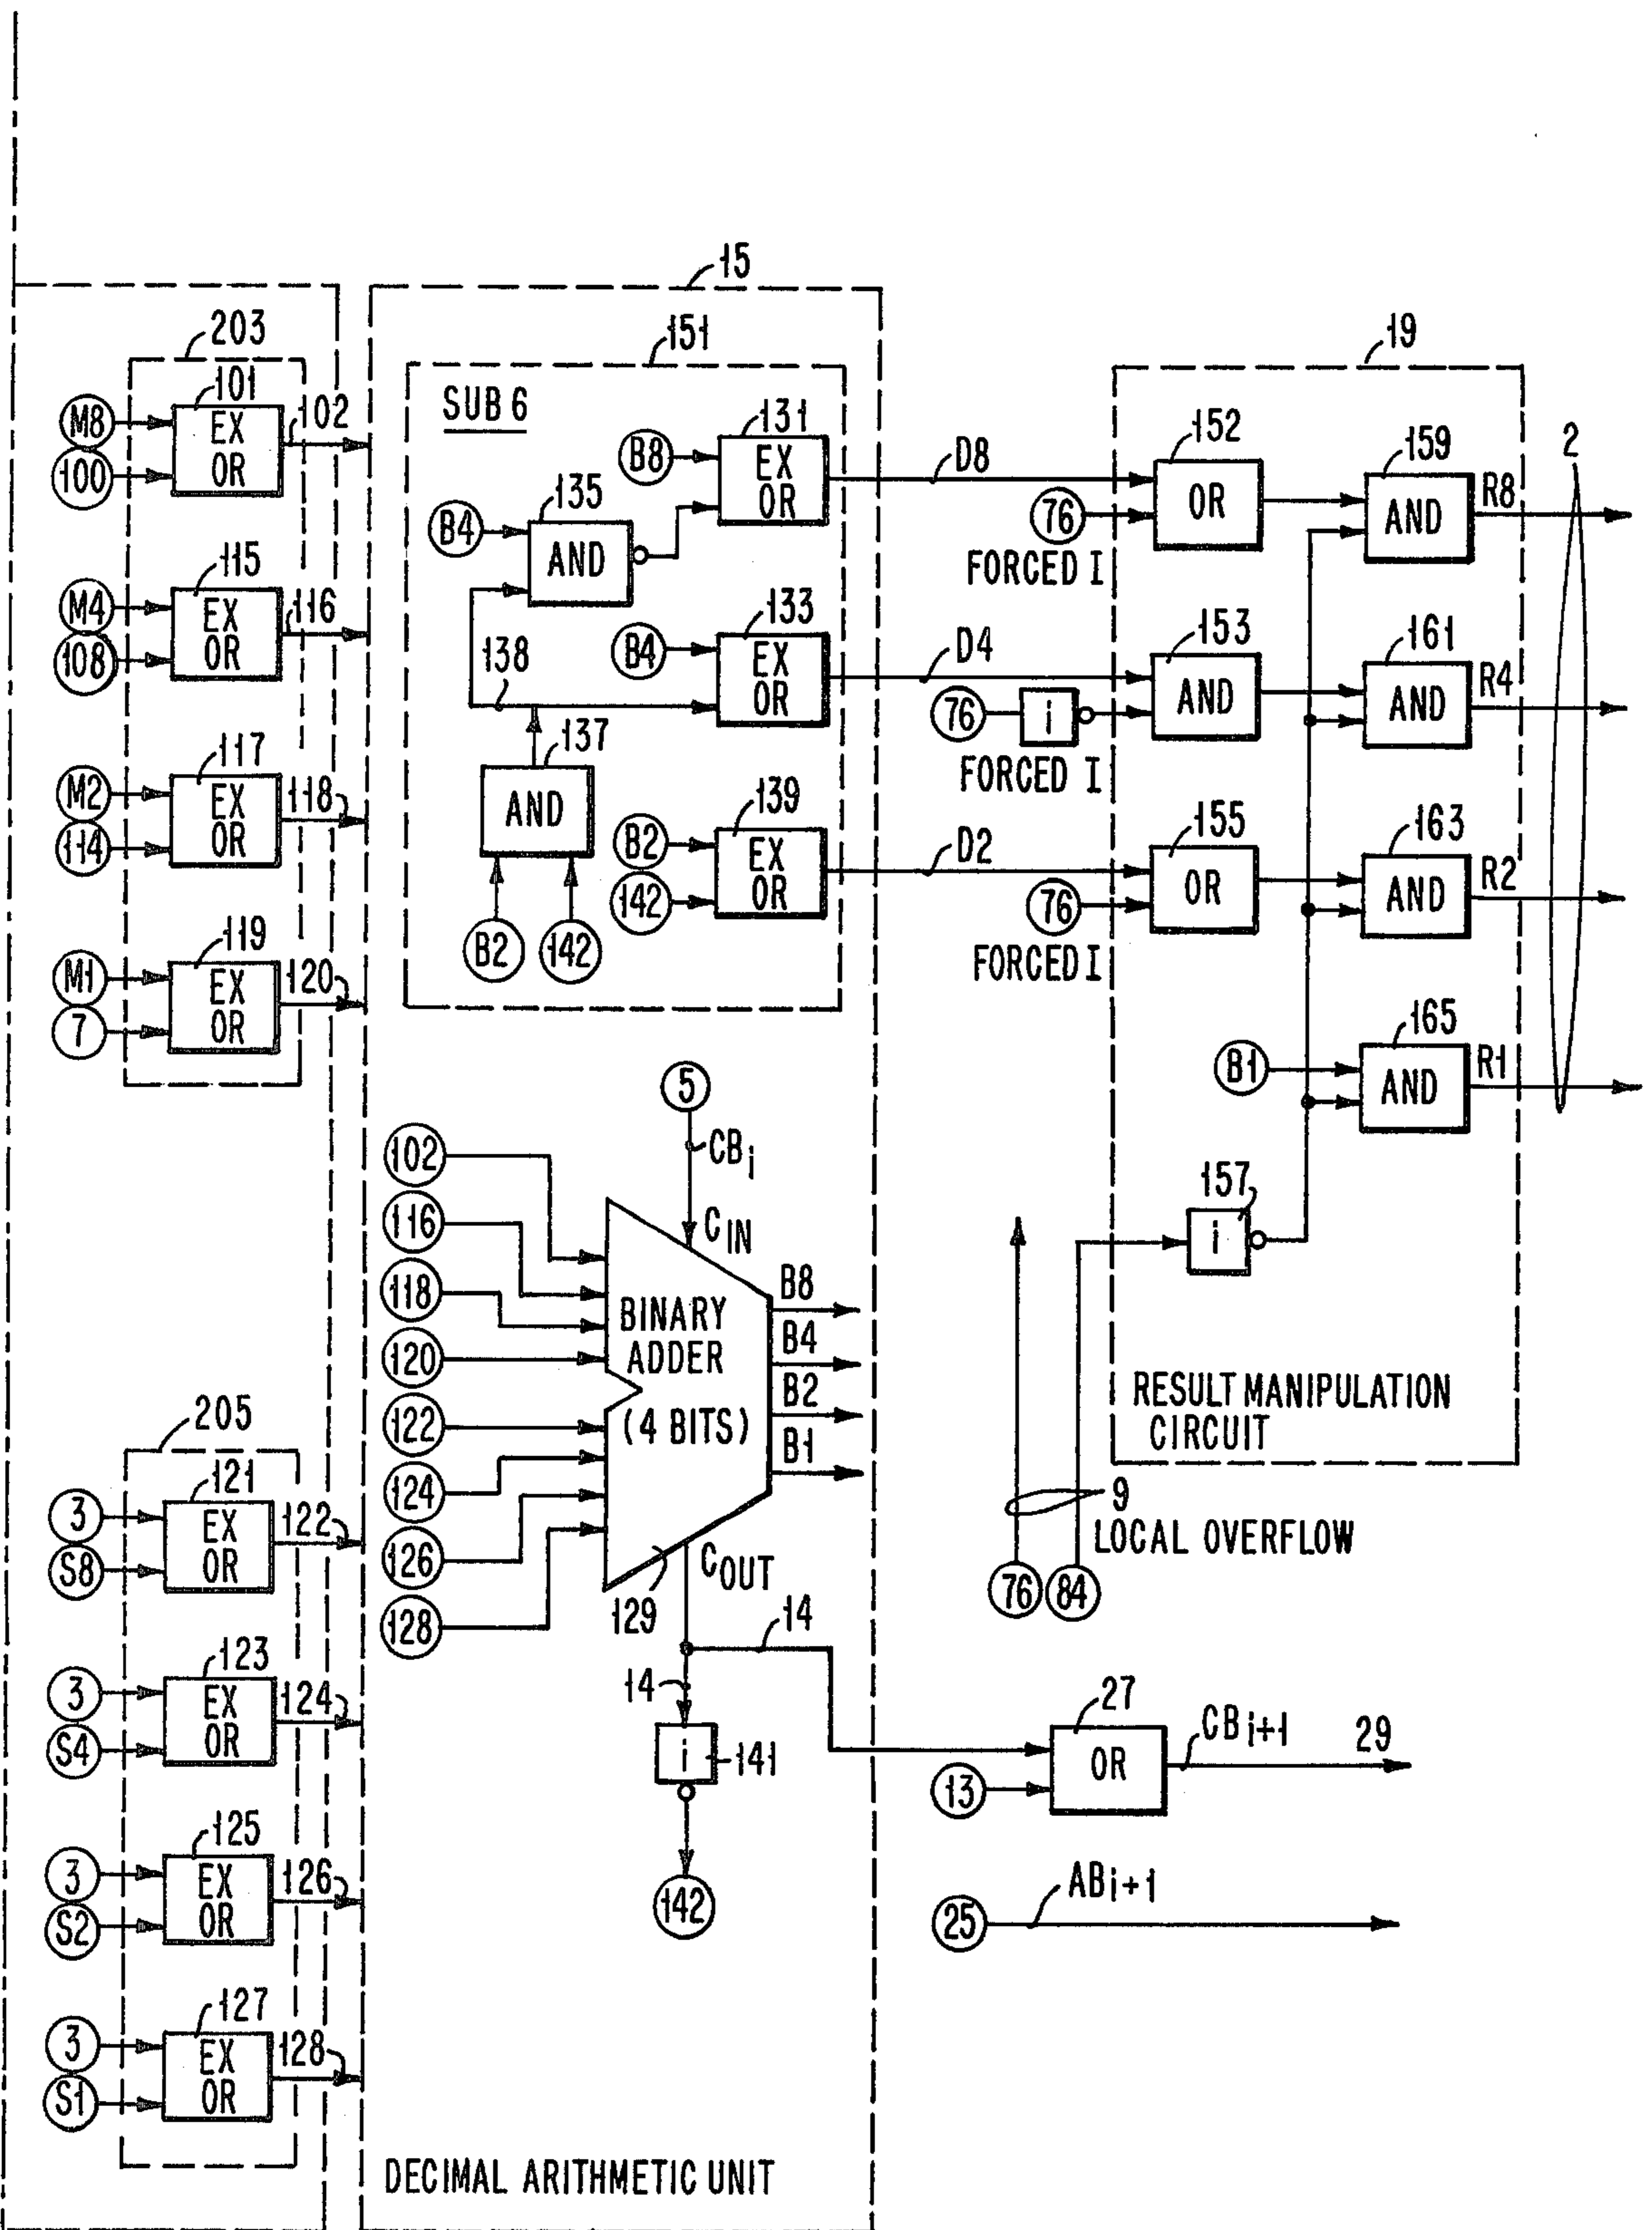 15
203
101
M8
EX
OR
102
100
115
M4
EX
OR
116
108
117
M2
EX
OR
118
114
119
M1
EX
OR
120
7
151
SUB 6
131
B8
EX
OR
135
B4
AND
133
B4
EX
OR
138
137
AND
139
B2
EX
OR
142
B2
142
D8
D4
D2
19
152
OR
76
FORCED I
159
AND
R8
2
153
AND
76
i
FORCED I
161
AND
R4
155
OR
76
FORCED I
163
AND
R2
165
B1
AND
R1
157
i
RESULT MANIPULATION
CIRCUIT
9
LOCAL OVERFLOW
76
84
5
CBi
CIN
102
116
118
120
122
124
126
128
BINARY
ADDER
(4 BITS)
B8
B4
B2
B1
COUT
129
14
14
i
141
142
205
121
3
EX
OR
122
S8
123
3
EX
OR
124
S4
125
3
EX
OR
126
S2
127
3
EX
OR
128
S1
27
OR
13
CBi+1
29
25
ABi+1
DECIMAL ARITHMETIC UNIT